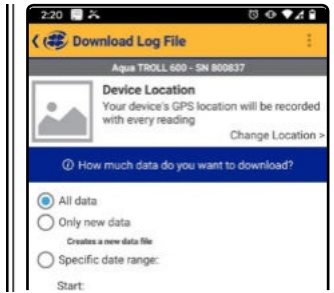 2:20
Download Log File
Aqua TROLL 600 - SN 800837
Device Location
Your device's GPS location will be recorded
with every reading
Change Location >
How much data do you want to download?
All data
Only new data
Creates a new data file
Specific date range:
Start: